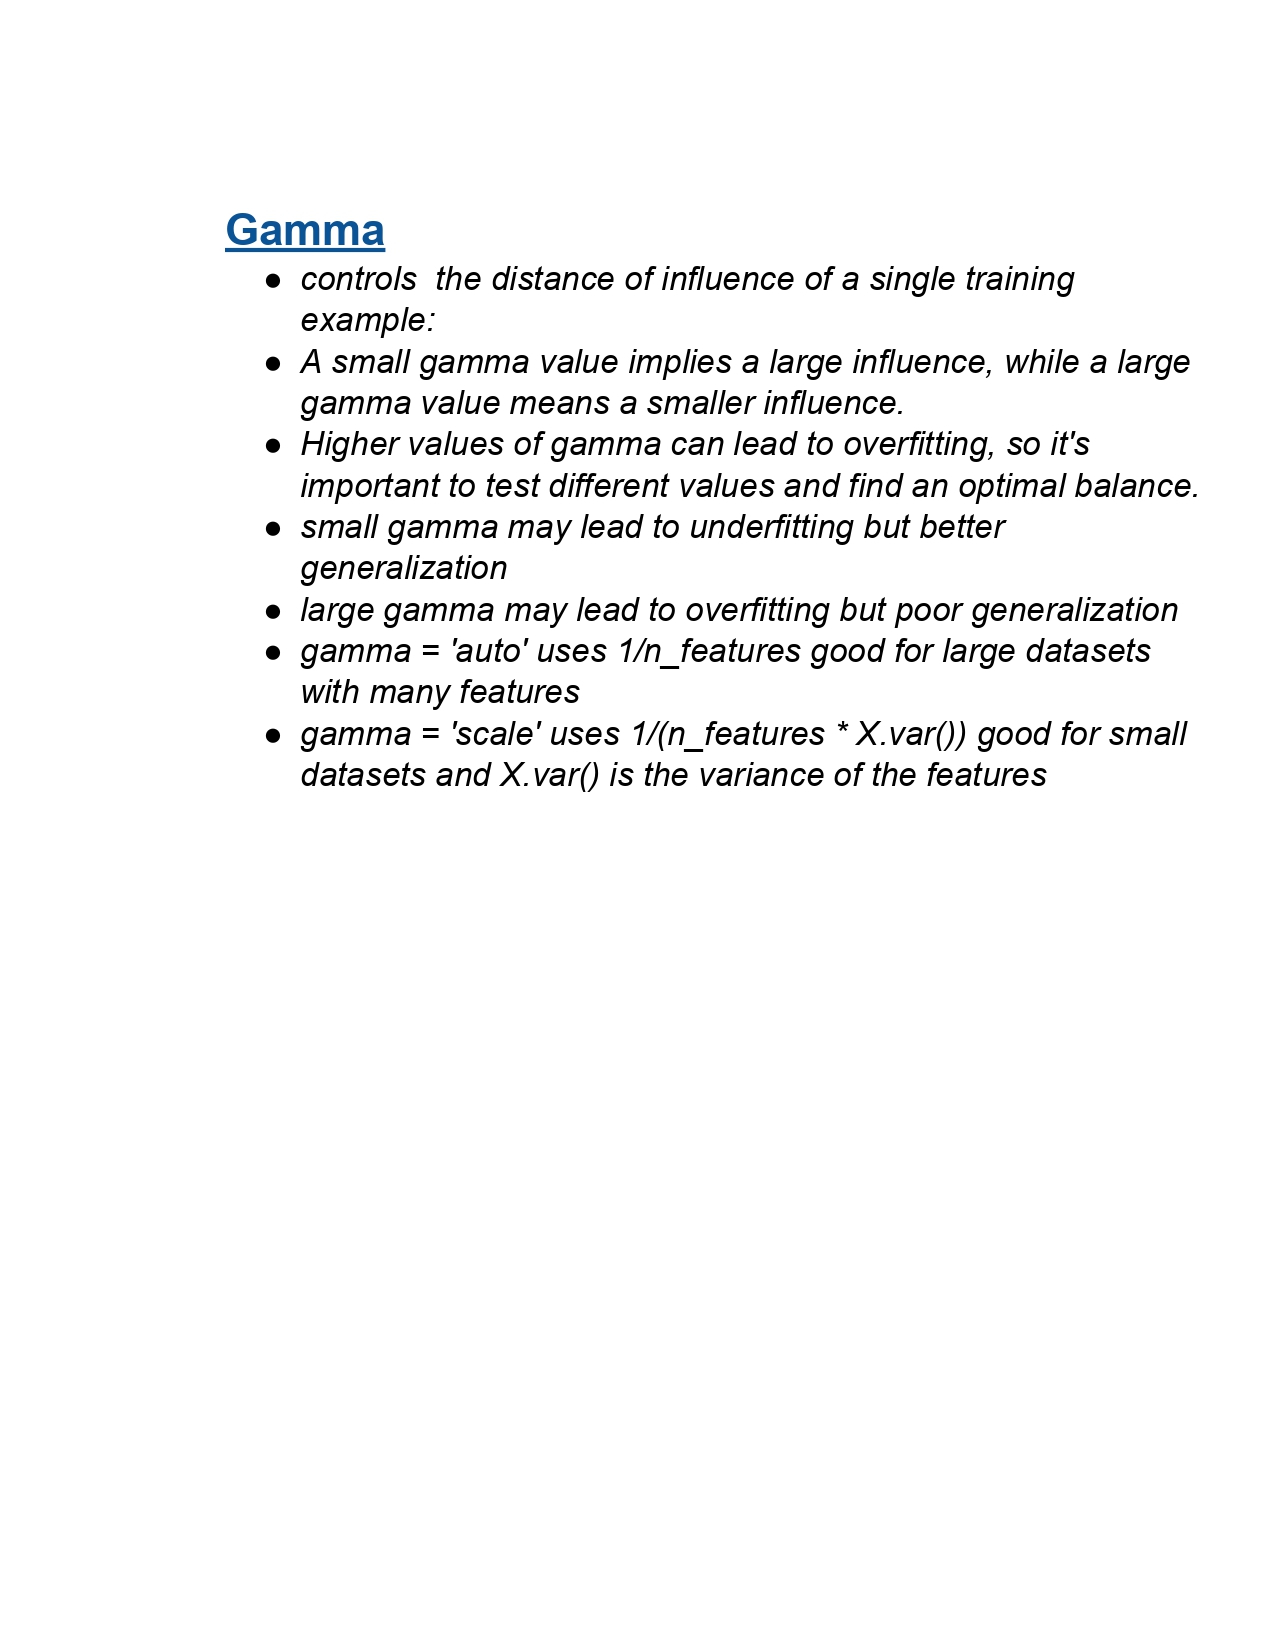 Gamma
● controls  the distance of influence of a single training
example:
● A small gamma value implies a large influence, while a large
gamma value means a smaller influence.
● Higher values of gamma can lead to overfitting, so it's
important to test different values and find an optimal balance.
● small gamma may lead to underfitting but better
generalization
● large gamma may lead to overfitting but poor generalization
● gamma = 'auto' uses 1/n_features good for large datasets
with many features
● gamma = 'scale' uses 1/(n_features * X.var()) good for small
datasets and X.var() is the variance of the features